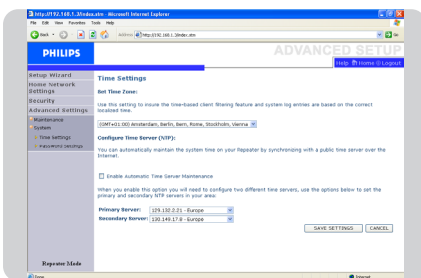 http://192.168.1.3/index.stm - Microsoft Internet Explorer
File Edit View Favorites Tools Help
Back
Address http://192.168.1.3/index.stm Go
PHILIPS
ADVANCED SETUP
Help Home Logout
Setup Wizard
Home Network Settings
Security
Advanced Settings
Maintenance
System
Time Settings
Password Settings
Repeater Mode
Time Settings
Set Time Zone:
Use this setting to insure the time-based client filtering feature and system log entries are based on the correct
localized time.
(GMT+01:00) Amsterdam, Berlin, Bern, Rome, Stockholm, Vienna
Configure Time Server (NTP):
You can automatically maintain the system time on your Repeater by synchronizing with a public time server over the
Internet.
Enable Automatic Time Server Maintenance
When you enable this option you will need to configure two different time servers, use the options below to set the
primary and secondary NTP servers in your area:
Primary Server: 129.132.2.21 - Europe
Secondary Server: 130.149.17.8 - Europe
SAVE SETTINGS CANCEL
Done
Internet